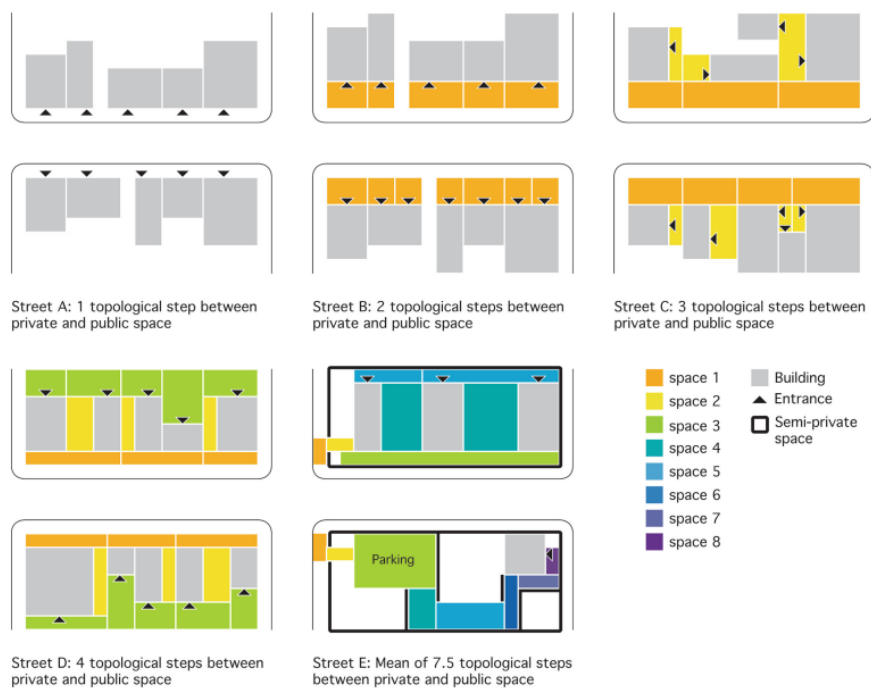 Street A: 1 topological step between
private and public space
Street B: 2 topological steps between
private and public space
Street C: 3 topological steps between
private and public space
space 1
space 2
space 3
space 4
space 5
space 6
space 7
space 8
Building
Entrance
Semi-private
space
Parking
Street D: 4 topological steps between
private and public space
Street E: Mean of 7.5 topological steps
between private and public space